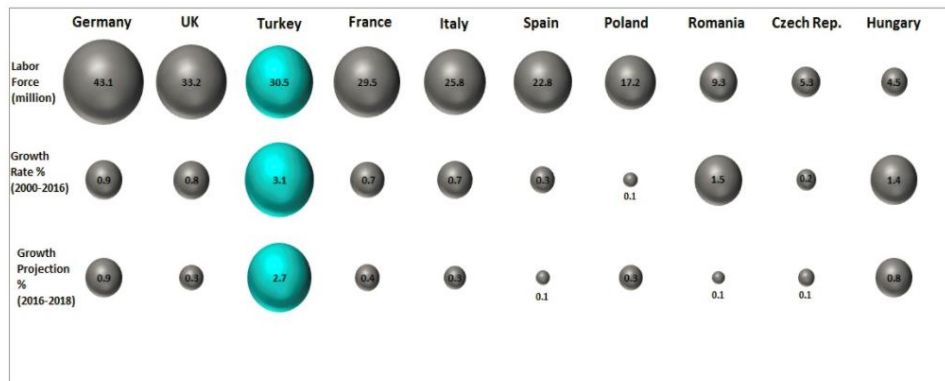 Germany UK Turkey France Italy Spain Poland Romania Czech Rep. Hungary
Labor
Force
(million)
43.1 33.2 30.5 29.5 25.8 22.8 17.2 9.3 5.3 4.5
Growth
Rate %
(2000-2016)
0.9 0.8 3.1 0.7 0.7 0.3 0.1 1.5 0.2 1.4
Growth
Projection
%
(2016-2018)
0.9 0.3 2.7 0.4 0.3 0.1 0.3 0.1 0.1 0.8